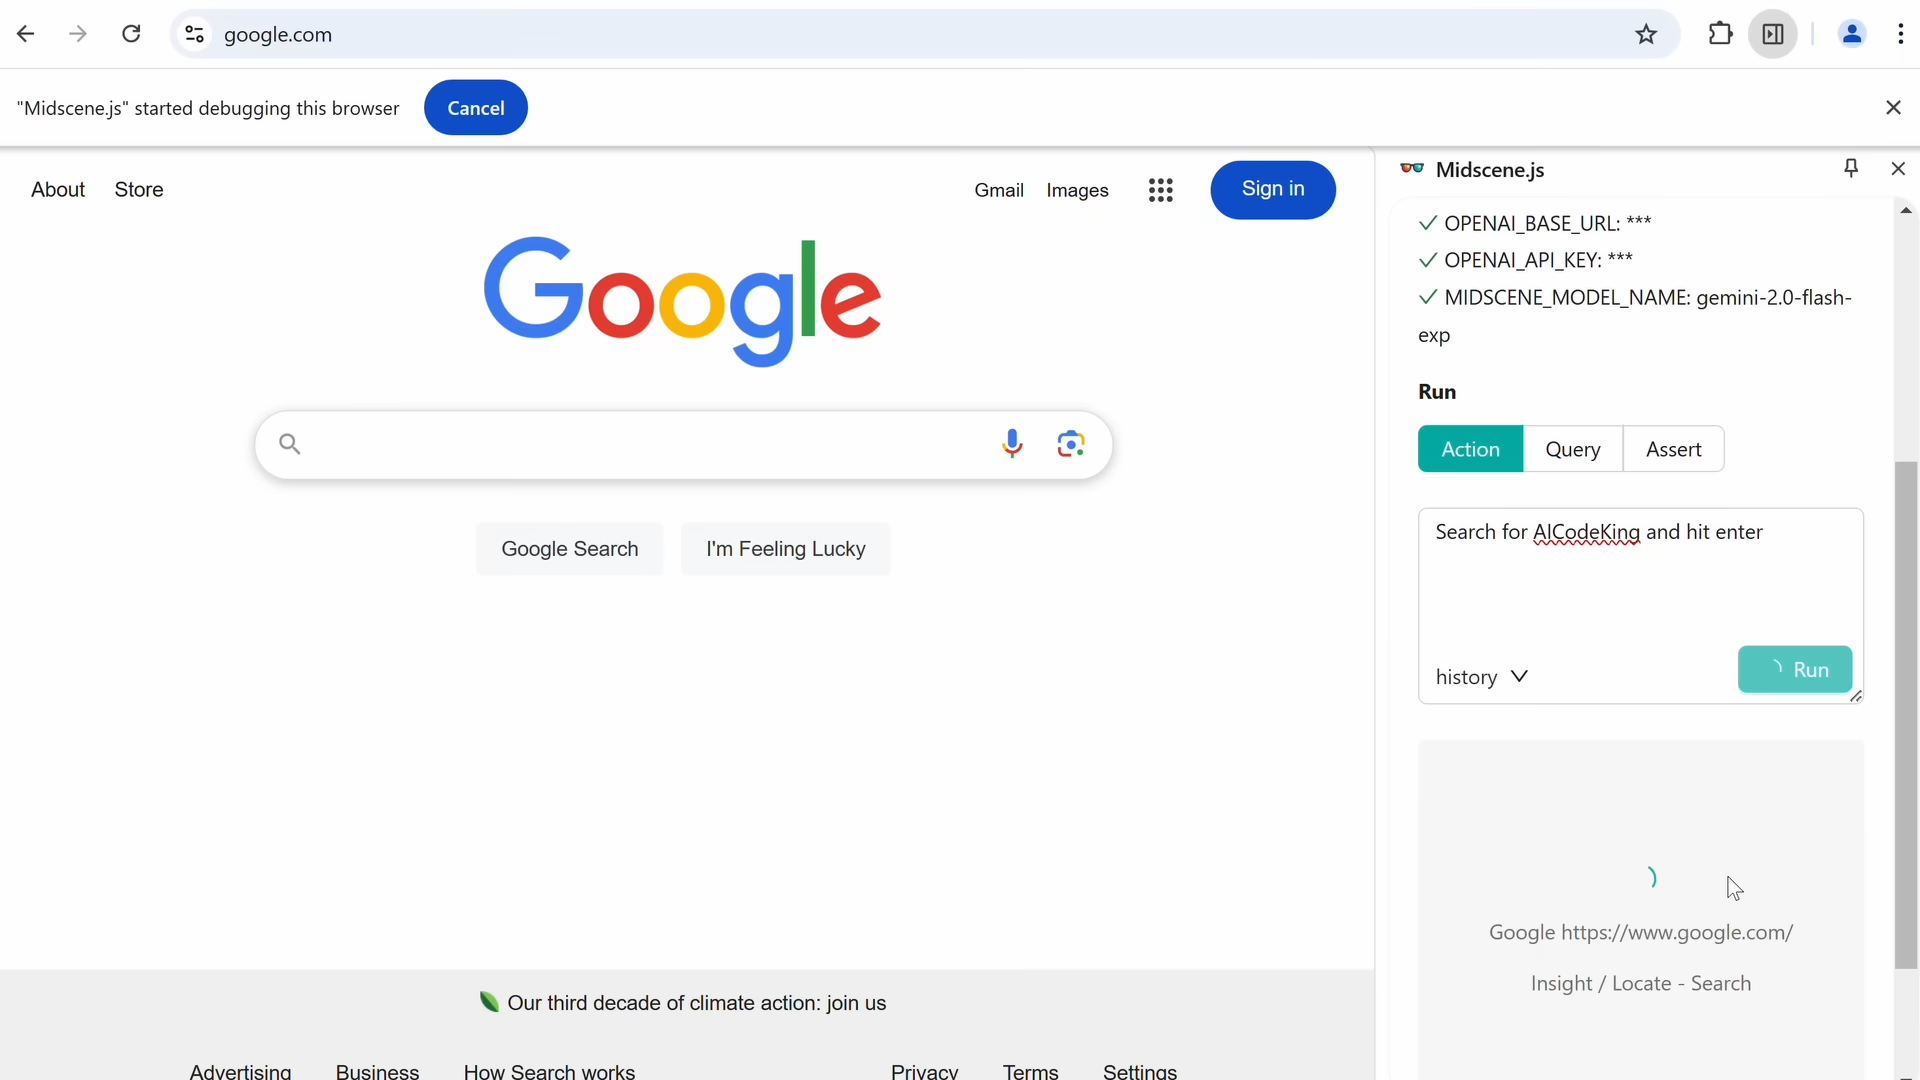 google.com
"Midscene.js" started debugging this browser
Cancel
About Store
Gmail Images
Sign in
Google
Google Search
I'm Feeling Lucky
Our third decade of climate action: join us
Advertising Business How Search works
Privacy Terms Settings
Midscene.js
OPENAI_BASE_URL: ***
OPENAI_API_KEY: ***
MIDSCENE_MODEL_NAME: gemini-2.0-flash-
exp
Run
Action Query Assert
Search for AICodeKing and hit enter
history
Run
Google https://www.google.com/
Insight / Locate - Search